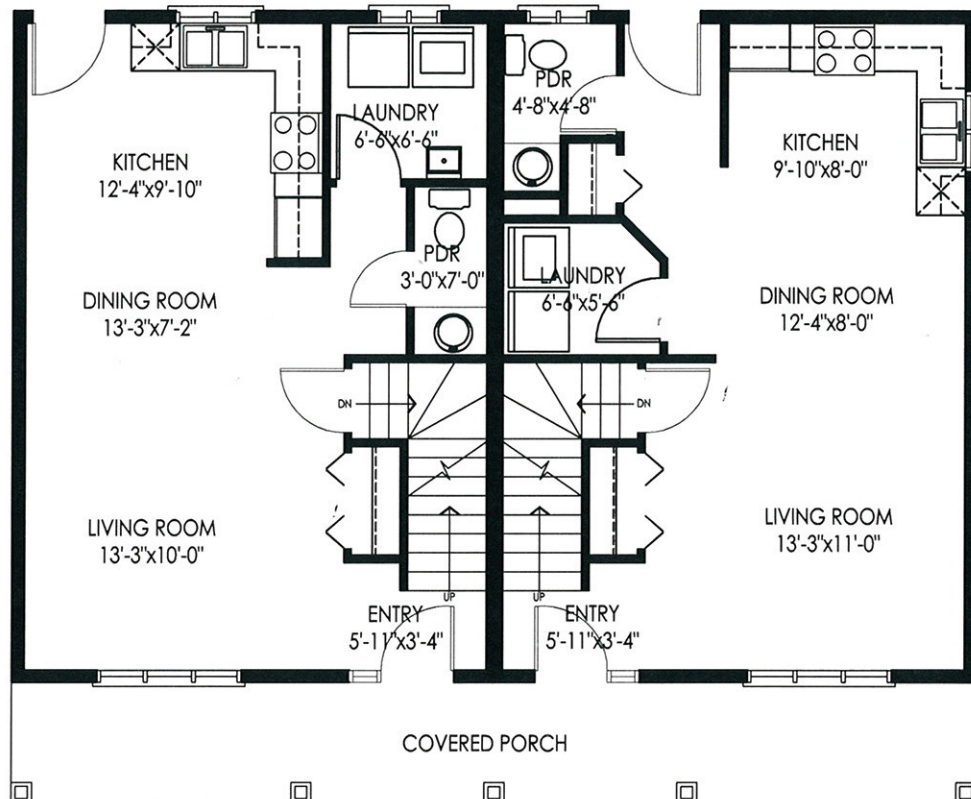 PDR
4'-8"x4'-8"
LAUNDRY
6'-6"x6'-6"
KITCHEN
12'-4"x9'-10"
KITCHEN
9'-10"x8'-0"
PDR
3'-0"x7'-0"
LAUNDRY
6'-6"x5'-6"
DINING ROOM
13'-3"x7'-2"
DINING ROOM
12'-4"x8'-0"
DN
DN
LIVING ROOM
13'-3"x10'-0"
LIVING ROOM
13'-3"x11'-0"
UP
UP
ENTRY
5'-11"x3'-4"
ENTRY
5'-11"x3'-4"
COVERED PORCH